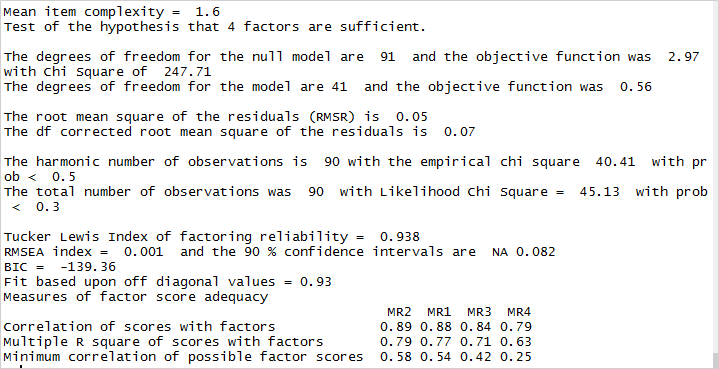 Mean item complexity =  1.6
Test of the hypothesis that 4 factors are sufficient.
The degrees of freedom for the null model are  91  and the objective function was  2.97
with Chi Square of  247.71
The degrees of freedom for the model are 41  and the objective function was  0.56
The root mean square of the residuals (RMSR) is  0.05
The df corrected root mean square of the residuals is  0.07
The harmonic number of observations is  90 with the empirical chi square  40.41  with pr
ob <  0.5
The total number of observations was  90  with Likelihood Chi Square =  45.13  with prob
<  0.3
Tucker Lewis Index of factoring reliability =  0.938
RMSEA index =  0.001  and the 90 % confidence intervals are  NA 0.082
BIC =  -139.36
Fit based upon off diagonal values = 0.93
Measures of factor score adequacy
MR2  MR1  MR3  MR4
Correlation of scores with factors             0.89 0.88 0.84 0.79
Multiple R square of scores with factors       0.79 0.77 0.71 0.63
Minimum correlation of possible factor scores  0.58 0.54 0.42 0.25